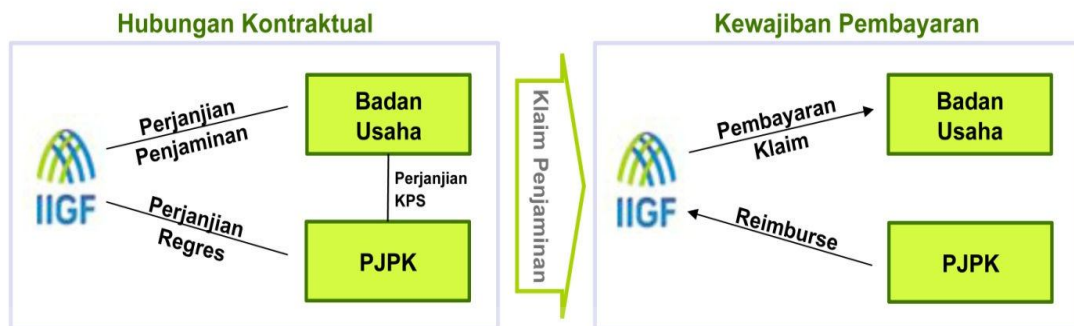 Hubungan Kontraktual
Perjanjian
Penjaminan
Badan
Usaha
IIGF
Perjanjian
KPS
Perjanjian
Regres
PJPK
Klaim Penjaminan
Kewajiban Pembayaran
Pembayaran
Klaim
Badan
Usaha
IIGF
Reimburse
PJPK